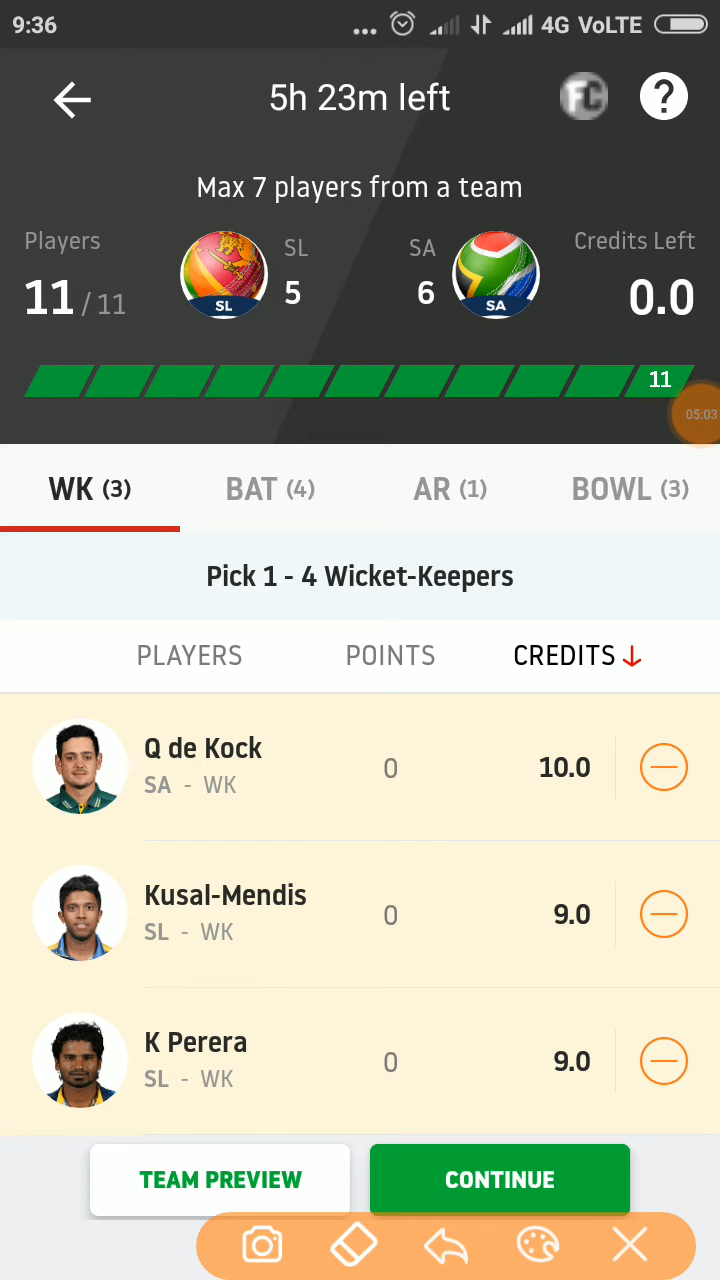 9:36 ... 4G VoLTE
5h 23m left FC ?
Max 7 players from a team
Players SL SA Credits Left
11 / 11 SL 5 6 SA 0.0
11
05:03
WK (3) BAT (4) AR (1) BOWL (3)
Pick 1 - 4 Wicket-Keepers
PLAYERS POINTS CREDITS ↓
Q de Kock
SA - WK 0 10.0
Kusal-Mendis
SL - WK 0 9.0
K Perera
SL - WK 0 9.0
TEAM PREVIEW CONTINUE